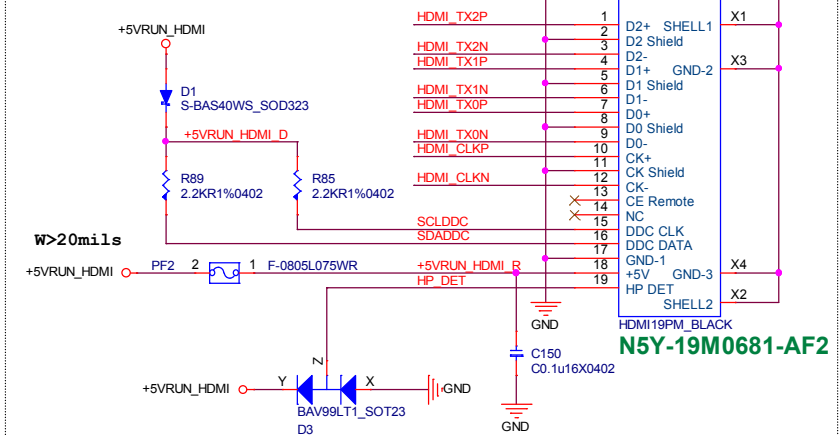 HDMI_TX2P 1 D2+ SHELL1 X1
2 D2 Shield
+5VRUN_HDMI
HDMI_TX2N 3 D2-
HDMI_TX1P 4 D1+ GND-2 X3
5 D1 Shield
HDMI_TX1N 6 D1-
HDMI_TX0P 7 D0+
8 D0 Shield
HDMI_TX0N 9 D0-
HDMI_CLKP 10 CK+
11 CK Shield
HDMI_CLKN 12 CK-
13 CE Remote
14 NC
SCLDDC 15 DDC CLK
SDADDC 16 DDC DATA
17 GND-1
+5VRUN_HDMI_R 18 +5V GND-3 X4
HP_DET 19 HP DET
SHELL2 X2
HDMI19PM_BLACK
N5Y-19M0681-AF2
D1
S-BAS40WS_SOD323
+5VRUN_HDMI_D
R89
2.2KR1%0402
R85
2.2KR1%0402
W>20mils
+5VRUN_HDMI PF2 2 1 F-0805L075WR
GND
C150
C0.1u16X0402
GND
Z
+5VRUN_HDMI Y X GND
BAV99LT1_SOT23
D3